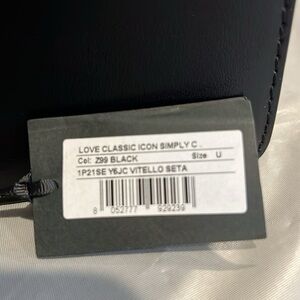 LOVE CLASSIC ICON SIMPLY C .
Col: Z99 BLACK Size U
1P21SE Y6JC VITELLO SETA
8 052777 929239